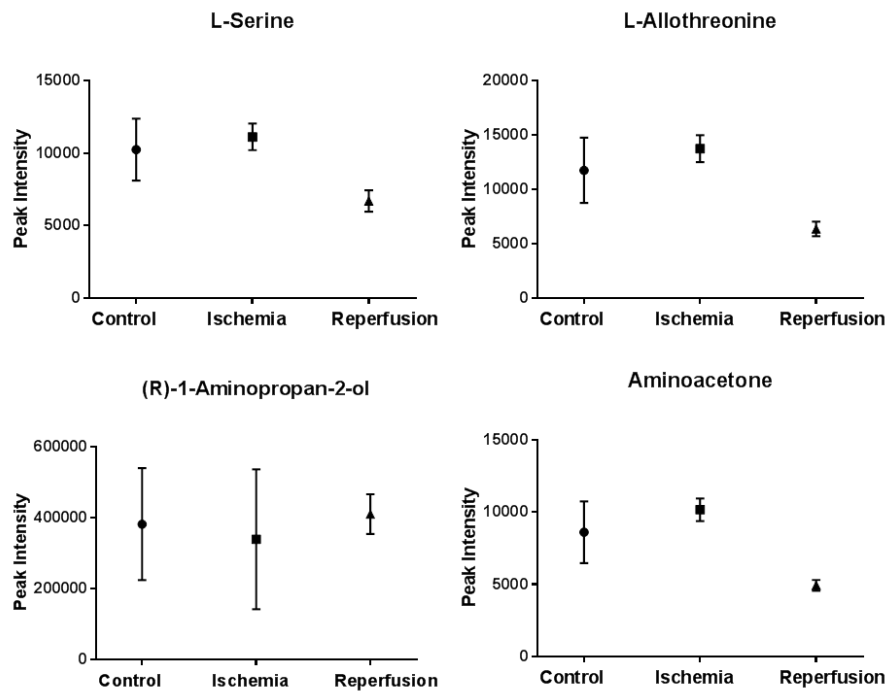 L-Serine
15000
10000
5000
0
Peak Intensity
Control Ischemia Reperfusion
L-Allothreonine
20000
15000
10000
5000
0
Peak Intensity
Control Ischemia Reperfusion
(R)-1-Aminopropan-2-ol
600000
400000
200000
0
Peak Intensity
Control Ischemia Reperfusion
Aminoacetone
15000
10000
5000
0
Peak Intensity
Control Ischemia Reperfusion